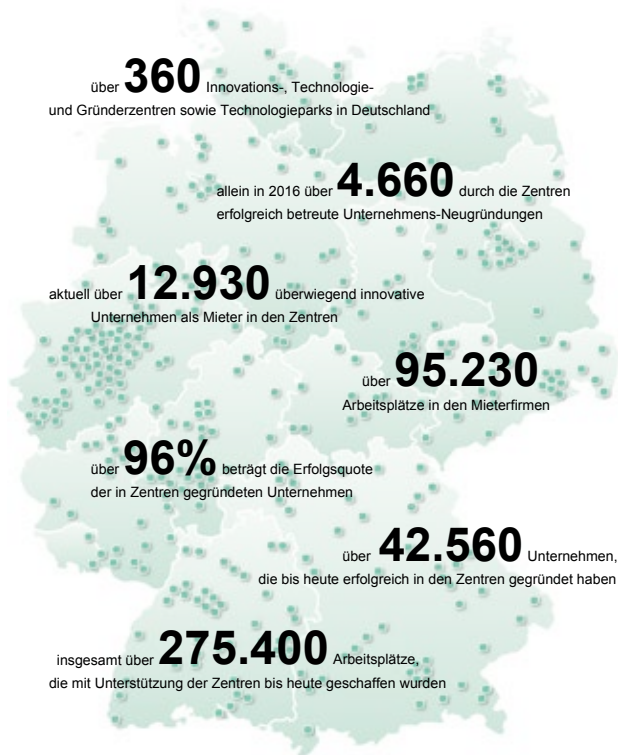 über 360 Innovations-, Technologie-
und Gründerzentren sowie Technologieparks in Deutschland
allein in 2016 über 4.660 durch die Zentren
erfolgreich betreute Unternehmens-Neugründungen
aktuell über 12.930 überwiegend innovative
Unternehmen als Mieter in den Zentren
über 95.230
Arbeitsplätze in den Mieterfirmen
über 96% beträgt die Erfolgsquote
der in Zentren gegründeten Unternehmen
über 42.560 Unternehmen,
die bis heute erfolgreich in den Zentren gegründet haben
insgesamt über 275.400 Arbeitsplätze,
die mit Unterstützung der Zentren bis heute geschaffen wurden